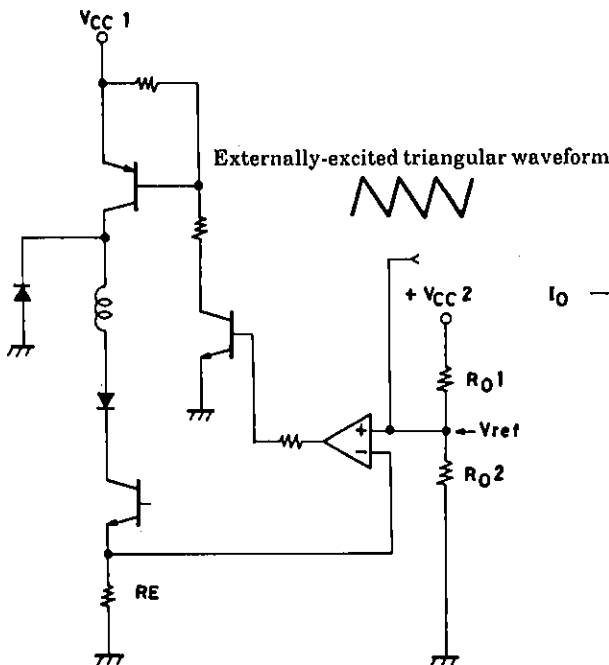 VCC 1
Externally-excited triangular waveform
+ VCC 2
IO
RO1
+
Vref
−
RO2
RE